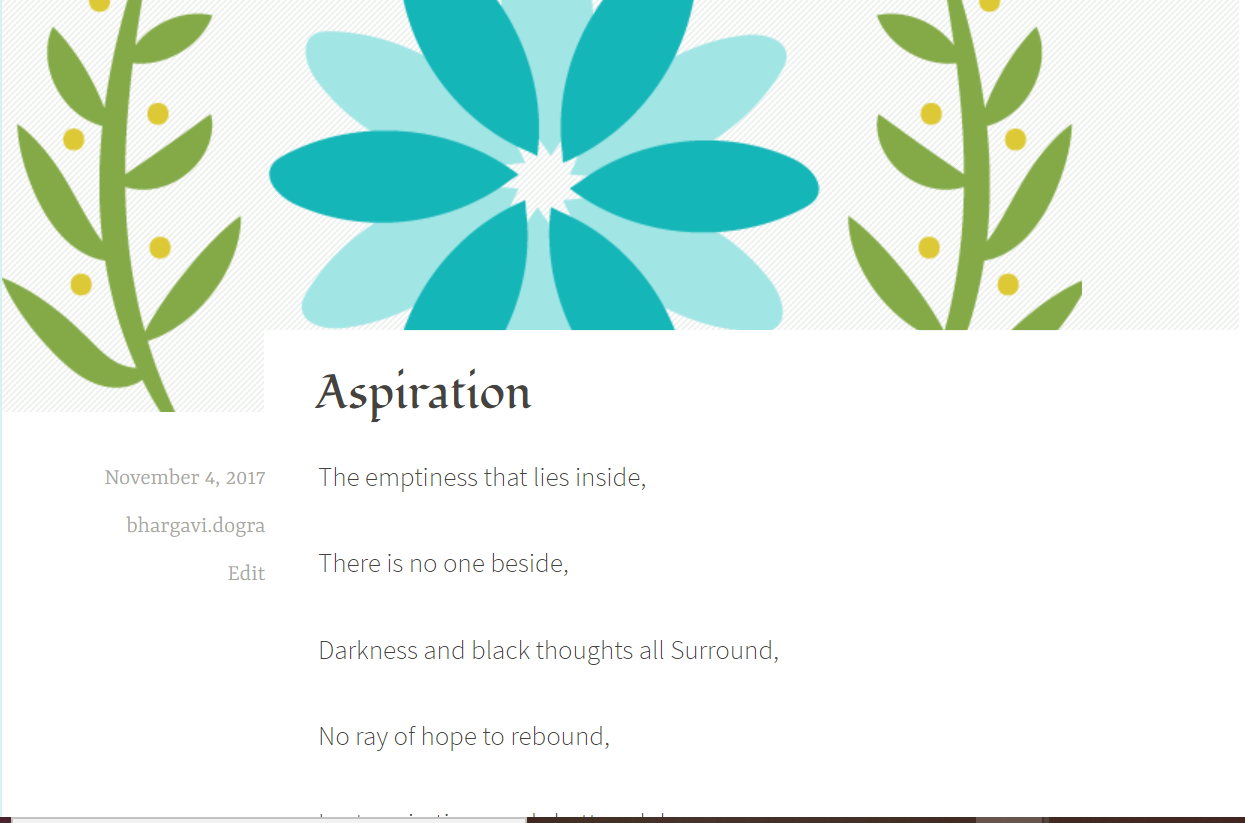 Aspiration
November 4, 2017
bhargavi.dogra
Edit
The emptiness that lies inside,
There is no one beside,
Darkness and black thoughts all Surround,
No ray of hope to rebound,